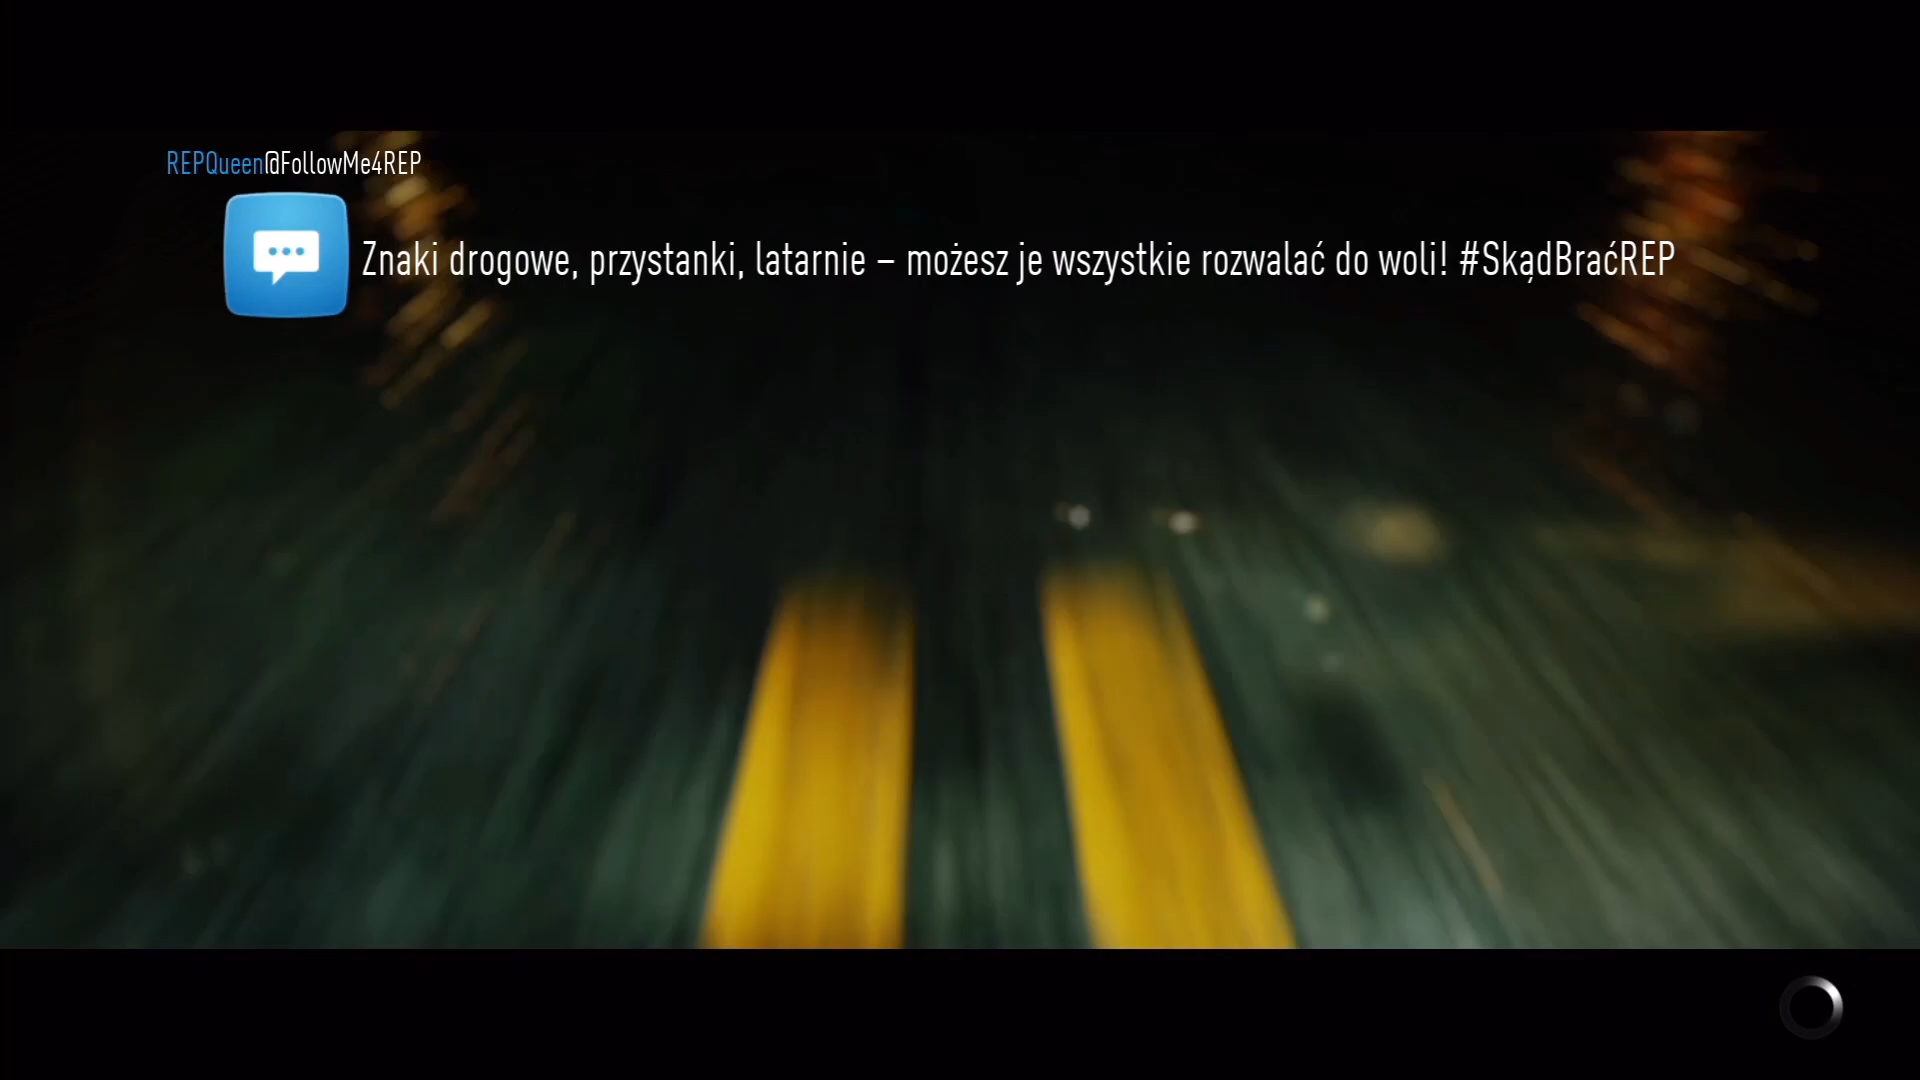 REPQueen@FollowMe4REP
Znaki drogowe, przystanki, latarnie – możesz je wszystkie rozwalać do woli! #SkądBraćREP